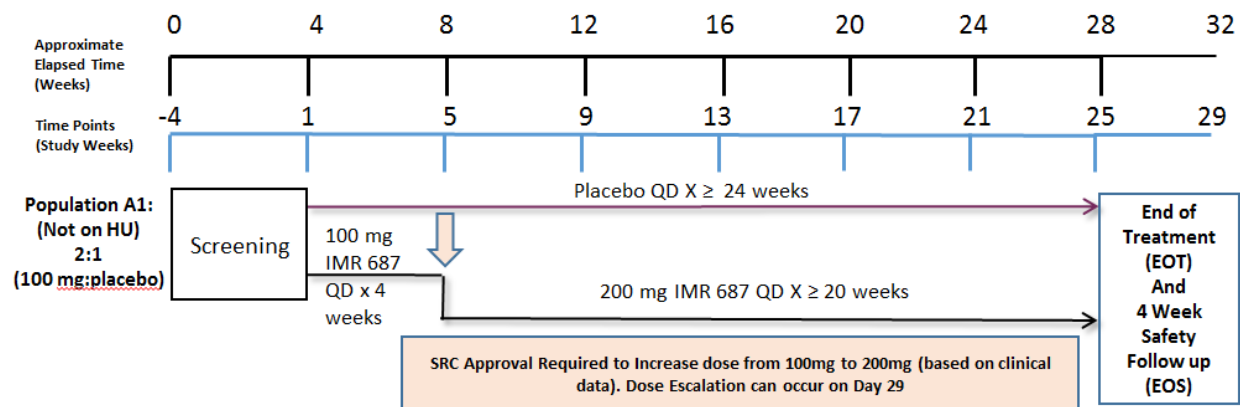 0 4 8 12 16 20 24 28 32
Approximate
Elapsed Time
(Weeks)
-4 1 5 9 13 17 21 25 29
Time Points
(Study Weeks)
Population A1:
(Not on HU)
2:1
(100 mg:placebo)
Screening
Placebo QD X ≥ 24 weeks
100 mg
IMR 687
QD x 4
weeks
200 mg IMR 687 QD X ≥ 20 weeks
SRC Approval Required to Increase dose from 100mg to 200mg (based on clinical
data). Dose Escalation can occur on Day 29
End of
Treatment
(EOT)
And
4 Week
Safety
Follow up
(EOS)